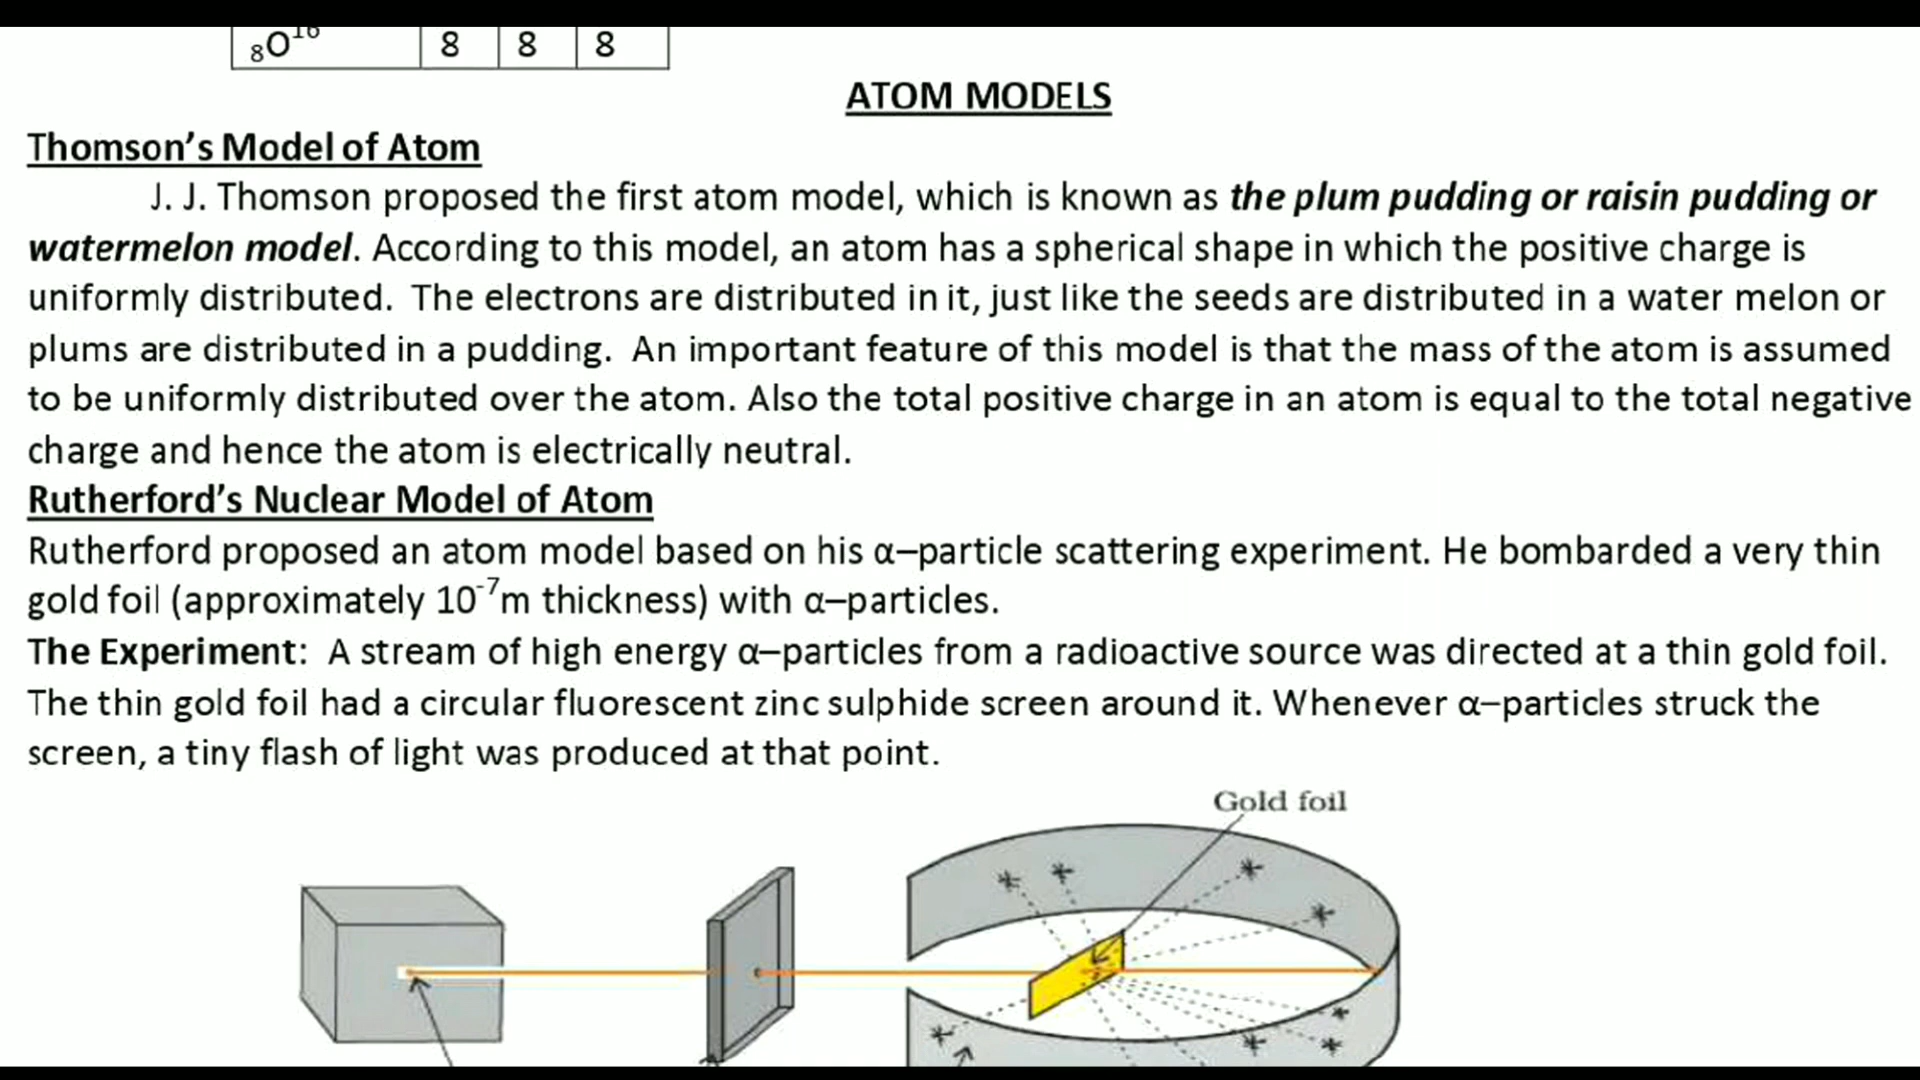 ₈O¹⁶ 8 8 8
ATOM MODELS
Thomson’s Model of Atom
J. J. Thomson proposed the first atom model, which is known as the plum pudding or raisin pudding or
watermelon model. According to this model, an atom has a spherical shape in which the positive charge is
uniformly distributed. The electrons are distributed in it, just like the seeds are distributed in a water melon or
plums are distributed in a pudding. An important feature of this model is that the mass of the atom is assumed
to be uniformly distributed over the atom. Also the total positive charge in an atom is equal to the total negative
charge and hence the atom is electrically neutral.
Rutherford’s Nuclear Model of Atom
Rutherford proposed an atom model based on his α–particle scattering experiment. He bombarded a very thin
gold foil (approximately 10⁻⁷m thickness) with α–particles.
The Experiment: A stream of high energy α–particles from a radioactive source was directed at a thin gold foil.
The thin gold foil had a circular fluorescent zinc sulphide screen around it. Whenever α–particles struck the
screen, a tiny flash of light was produced at that point.
Gold foil